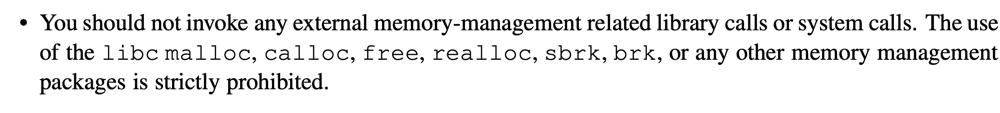 • You should not invoke any external memory-management related library calls or system calls. The use
of the libc malloc, calloc, free, realloc, sbrk, brk, or any other memory management
packages is strictly prohibited.